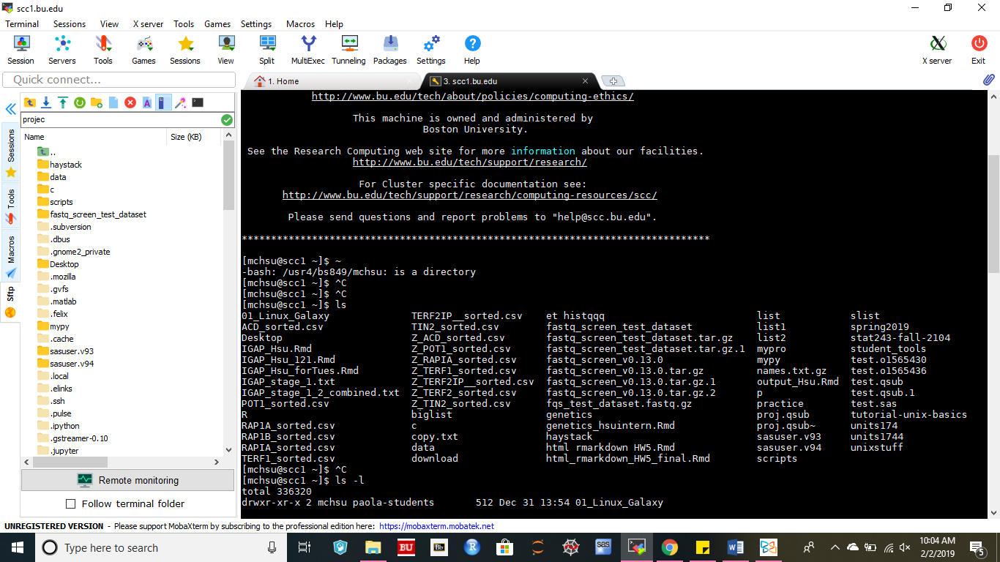 scc1.bu.edu
Terminal Sessions View X server Tools Games Settings Macros Help
Session Servers Tools Games Sessions View Split MultiExec Tunneling Packages Settings Help X server Exit
Quick connect...
1. Home
3. scc1.bu.edu
Sessions
Tools
Macros
Sftp
projec
Name Size (KB)
..
haystack
data
c
scripts
fastq_screen_test_dataset
.subversion
.dbus
.gnome2_private
Desktop
.mozilla
.gvfs
.matlab
.felix
mypy
.cache
sasuser.v93
sasuser.v94
.local
.elinks
.ssh
.pulse
.ipython
.gstreamer-0.10
.jupyter
Remote monitoring
Follow terminal folder
http://www.bu.edu/tech/about/policies/computing-ethics/
This machine is owned and administered by
Boston University.
See the Research Computing web site for more information about our facilities.
http://www.bu.edu/tech/support/research/
For Cluster specific documentation see:
http://www.bu.edu/tech/support/research/computing-resources/scc/
Please send questions and report problems to "help@scc.bu.edu".
********************************************************************************
[mchsu@scc1 ~]$ ~
-bash: /usr4/bs849/mchsu: is a directory
[mchsu@scc1 ~]$ ^C
[mchsu@scc1 ~]$ ^C
[mchsu@scc1 ~]$ ls
01_Linux_Galaxy TERF2IP__sorted.csv et histqqq list slist
ACD_sorted.csv TIN2_sorted.csv fastq_screen_test_dataset list1 spring2019
Desktop Z_ACD_sorted.csv fastq_screen_test_dataset.tar.gz list2 stat243-fall-2104
IGAP_Hsu.Rmd Z_POT1_sorted.csv fastq_screen_test_dataset.tar.gz.1 mypro student_tools
IGAP_Hsu_121.Rmd Z_RAPIA_sorted.csv fastq_screen_v0.13.0 mypy test.o1565430
IGAP_Hsu_forTues.Rmd Z_TERF1_sorted.csv fastq_screen_v0.13.0.tar.gz names.txt.gz test.o1565436
IGAP_stage_1.txt Z_TERF2IP__sorted.csv fastq_screen_v0.13.0.tar.gz.1 output_Hsu.Rmd test.qsub
IGAP_stage_1_2_combined.txt Z_TERF2_sorted.csv fastq_screen_v0.13.0.tar.gz.2 p test.qsub.1
POT1_sorted.csv Z_TIN2_sorted.csv fqs_test_dataset.fastq.gz practice test.sas
R biglist genetics proj.qsub tutorial-unix-basics
RAP1A_sorted.csv c genetics_hsuintern.Rmd proj.qsub~ units174
RAP1B_sorted.csv copy.txt haystack sasuser.v93 units1744
RAPIA_sorted.csv data html rmarkdown HW5.Rmd sasuser.v94 unixstuff
TERF1_sorted.csv download html_rmarkdown_HW5_final.Rmd scripts
[mchsu@scc1 ~]$ ^C
[mchsu@scc1 ~]$ ls -l
total 336320
drwxr-xr-x 2 mchsu paola-students 512 Dec 31 13:54 01_Linux_Galaxy
UNREGISTERED VERSION - Please support MobaXterm by subscribing to the professional edition here: https://mobaxterm.mobatek.net
Type here to search
BU
Bb
R
sas
W
10:04 AM
2/2/2019
5